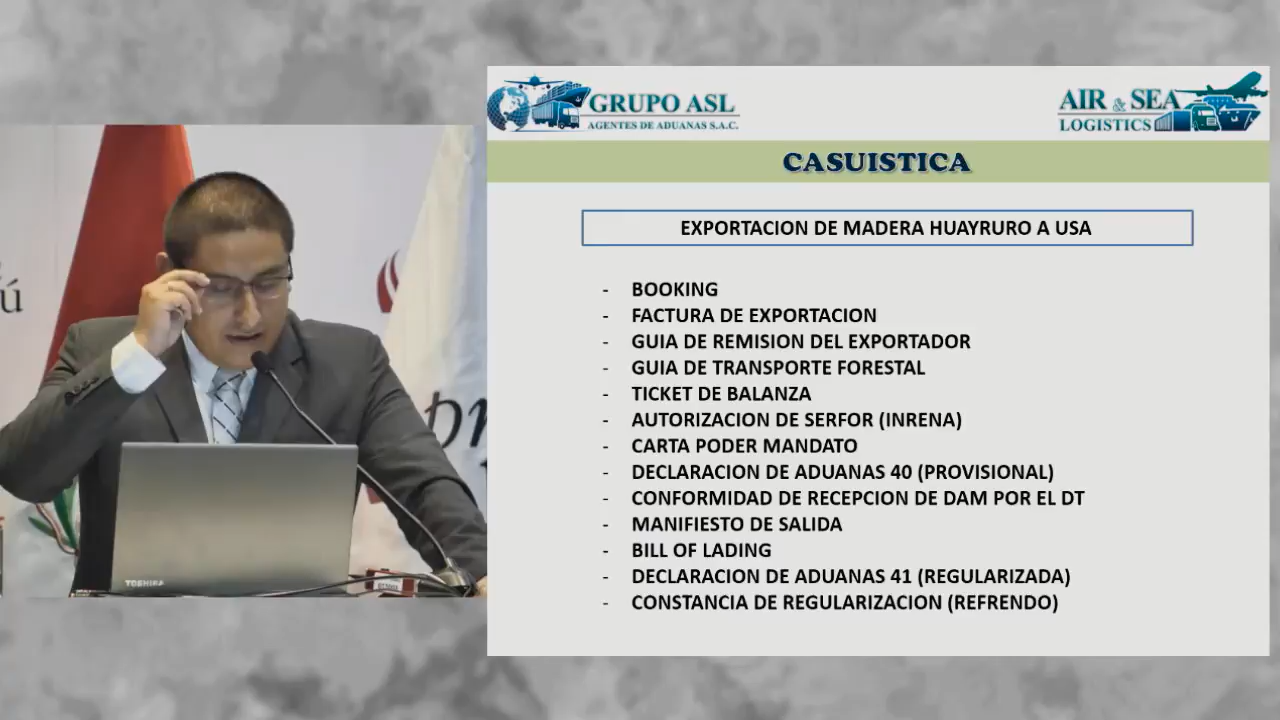 GRUPO ASL
AGENTES DE ADUANAS S.A.C.
AIR & SEA
LOGISTICS
CASUISTICA
EXPORTACION DE MADERA HUAYRURO A USA
- BOOKING
- FACTURA DE EXPORTACION
- GUIA DE REMISION DEL EXPORTADOR
- GUIA DE TRANSPORTE FORESTAL
- TICKET DE BALANZA
- AUTORIZACION DE SERFOR (INRENA)
- CARTA PODER MANDATO
- DECLARACION DE ADUANAS 40 (PROVISIONAL)
- CONFORMIDAD DE RECEPCION DE DAM POR EL DT
- MANIFIESTO DE SALIDA
- BILL OF LADING
- DECLARACION DE ADUANAS 41 (REGULARIZADA)
- CONSTANCIA DE REGULARIZACION (REFRENDO)
ú
pr
TOSHIBA